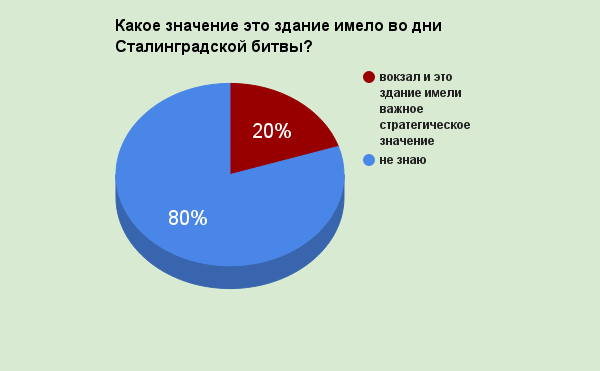 Какое значение это здание имело во дни
Сталинградской битвы?
вокзал и это
здание имели
важное
стратегическое
значение
не знаю
20%
80%